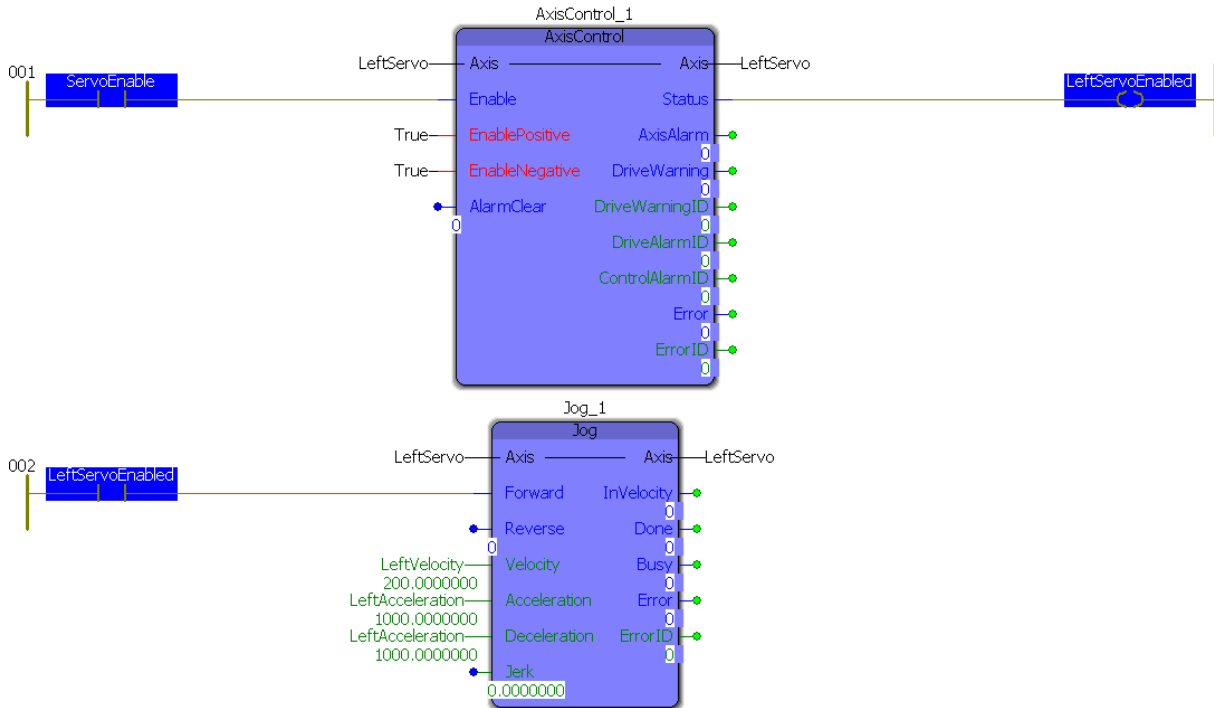 AxisControl_1
AxisControl
LeftServo Axis Axis LeftServo
001 ServoEnable Enable Status LeftServoEnabled
True EnablePositive AxisAlarm
0
True EnableNegative DriveWarning
0
AlarmClear DriveWarningID
0 0
DriveAlarmID
0
ControlAlarmID
0
Error
0
ErrorID
0
Jog_1
Jog
LeftServo Axis Axis LeftServo
002 LeftServoEnabled Forward InVelocity
0
Reverse Done
0 0
LeftVelocity Velocity Busy
200.0000000 0
LeftAcceleration Acceleration Error
1000.0000000 0
LeftAcceleration Deceleration ErrorID
1000.0000000 0
Jerk
0.0000000